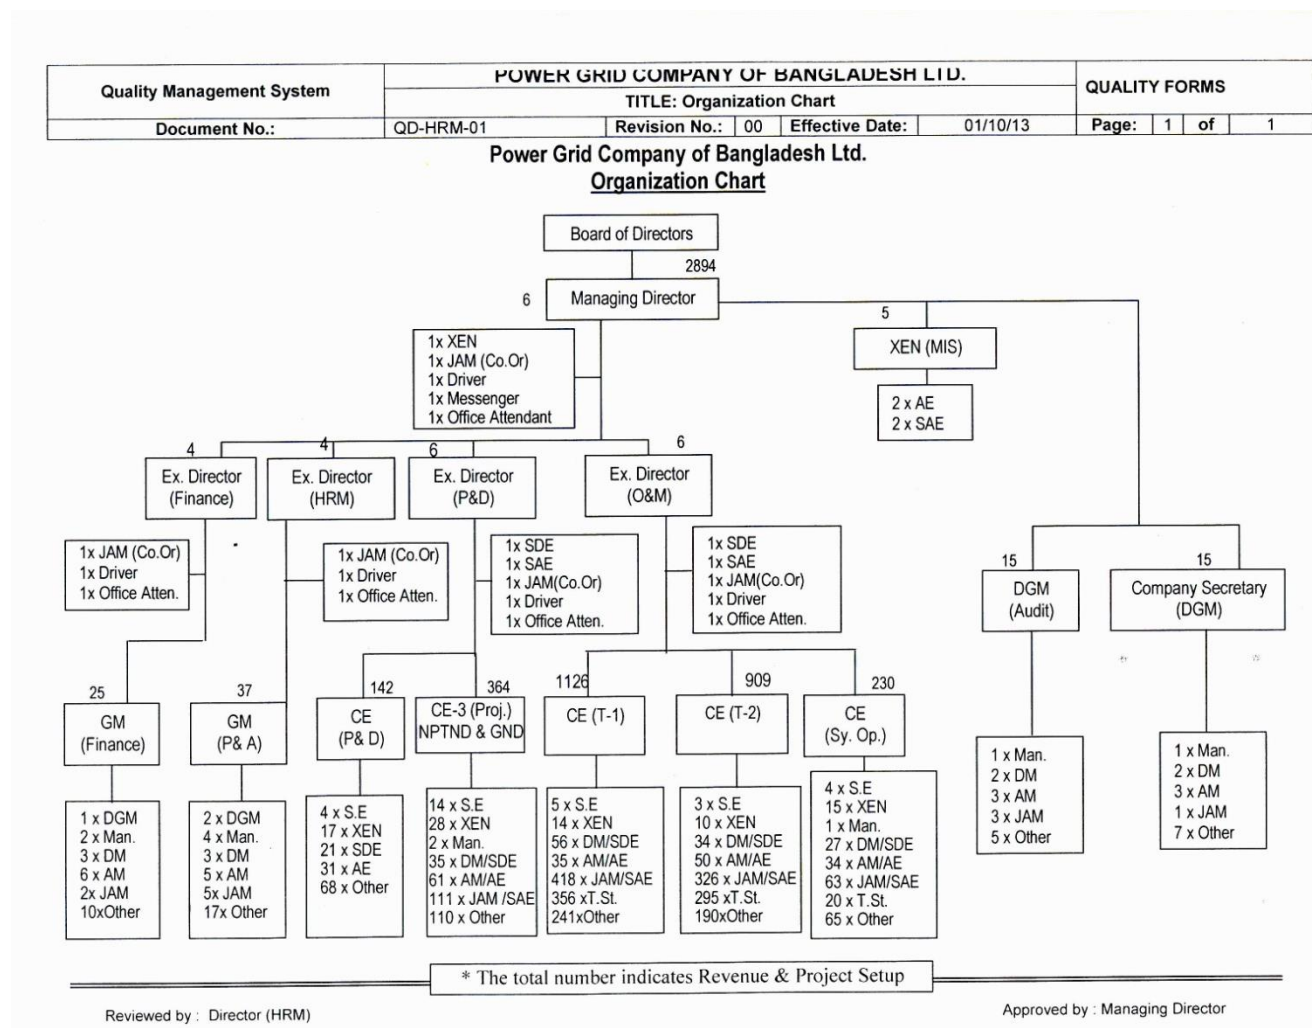 Quality Management System
POWER GRID COMPANY OF BANGLADESH LTD.
QUALITY FORMS
TITLE: Organization Chart
Document No.: QD-HRM-01 Revision No.: 00 Effective Date: 01/10/13 Page: 1 of 1
Power Grid Company of Bangladesh Ltd.
Organization Chart
Board of Directors
2894
6
Managing Director
1x XEN
1x JAM (Co.Or)
1x Driver
1x Messenger
1x Office Attendant
5
XEN (MIS)
2 x AE
2 x SAE
4
Ex. Director
(Finance)
4
Ex. Director
(HRM)
6
Ex. Director
(P&D)
6
Ex. Director
(O&M)
1x JAM (Co.Or)
1x Driver
1x Office Atten.
1x JAM (Co.Or)
1x Driver
1x Office Atten.
1x SDE
1x SAE
1x JAM(Co.Or)
1x Driver
1x Office Atten.
1x SDE
1x SAE
1x JAM(Co.Or)
1x Driver
1x Office Atten.
15
DGM
(Audit)
15
Company Secretary
(DGM)
25
GM
(Finance)
37
GM
(P& A)
142
CE
(P& D)
364
CE-3 (Proj.)
NPTND & GND
1126
CE (T-1)
909
CE (T-2)
230
CE
(Sy. Op.)
1 x DGM
2 x Man.
3 x DM
6 x AM
2x JAM
10xOther
2 x DGM
4 x Man.
3 x DM
5 x AM
5x JAM
17x Other
4 x S.E
17 x XEN
21 x SDE
31 x AE
68 x Other
14 x S.E
28 x XEN
2 x Man.
35 x DM/SDE
61 x AM/AE
111 x JAM /SAE
110 x Other
5 x S.E
14 x XEN
56 x DM/SDE
35 x AM/AE
418 x JAM/SAE
356 xT.St.
241xOther
3 x S.E
10 x XEN
34 x DM/SDE
50 x AM/AE
326 x JAM/SAE
295 xT.St.
190xOther
4 x S.E
15 x XEN
1 x Man.
27 x DM/SDE
34 x AM/AE
63 x JAM/SAE
20 x T.St.
65 x Other
1 x Man.
2 x DM
3 x AM
3 x JAM
5 x Other
1 x Man.
2 x DM
3 x AM
1 x JAM
7 x Other
* The total number indicates Revenue & Project Setup
Reviewed by : Director (HRM)
Approved by : Managing Director